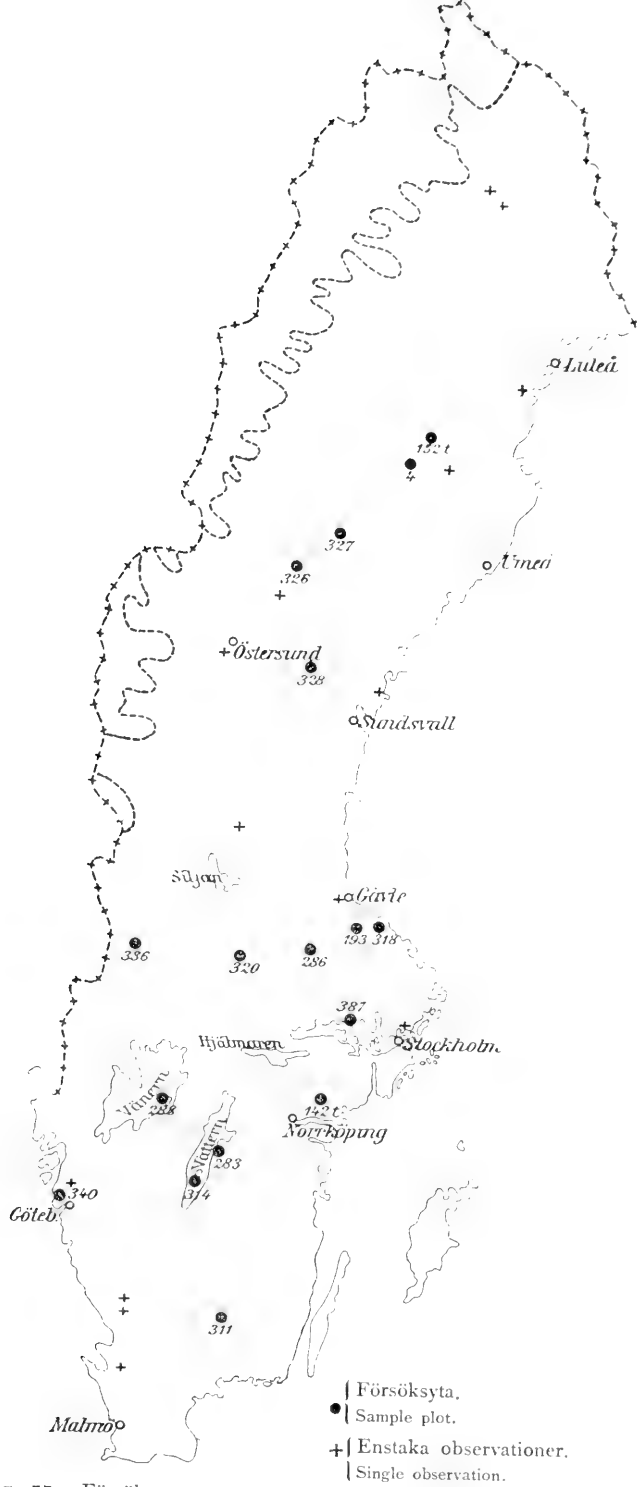 Luleå
132 t
4
327
326
Umeå
Östersund
328
Sundsvall
Siljan
Gävle
193 318
336
320
286
387
Hjälmaren
Stockholm
Vänern
288
142 t
Norrköping
Vättern
283
314
340
Göteb.
311
Försöksyta.
Sample plot.
Malmö
Enstaka observationer.
Single observation.